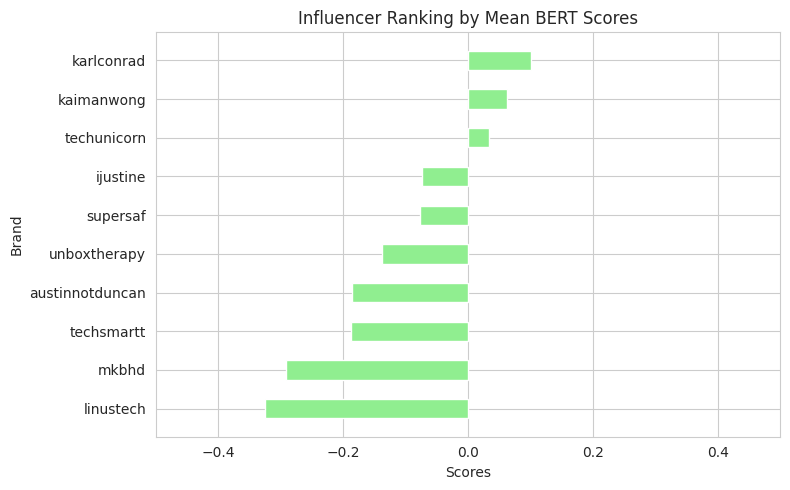 Influencer Ranking by Mean BERT Scores
karlconrad
kaimanwong
techunicorn
ijustine
supersaf
unboxtherapy
austinnotduncan
techsmartt
mkbhd
linustech
Brand
−0.4 −0.2 0.0 0.2 0.4
Scores